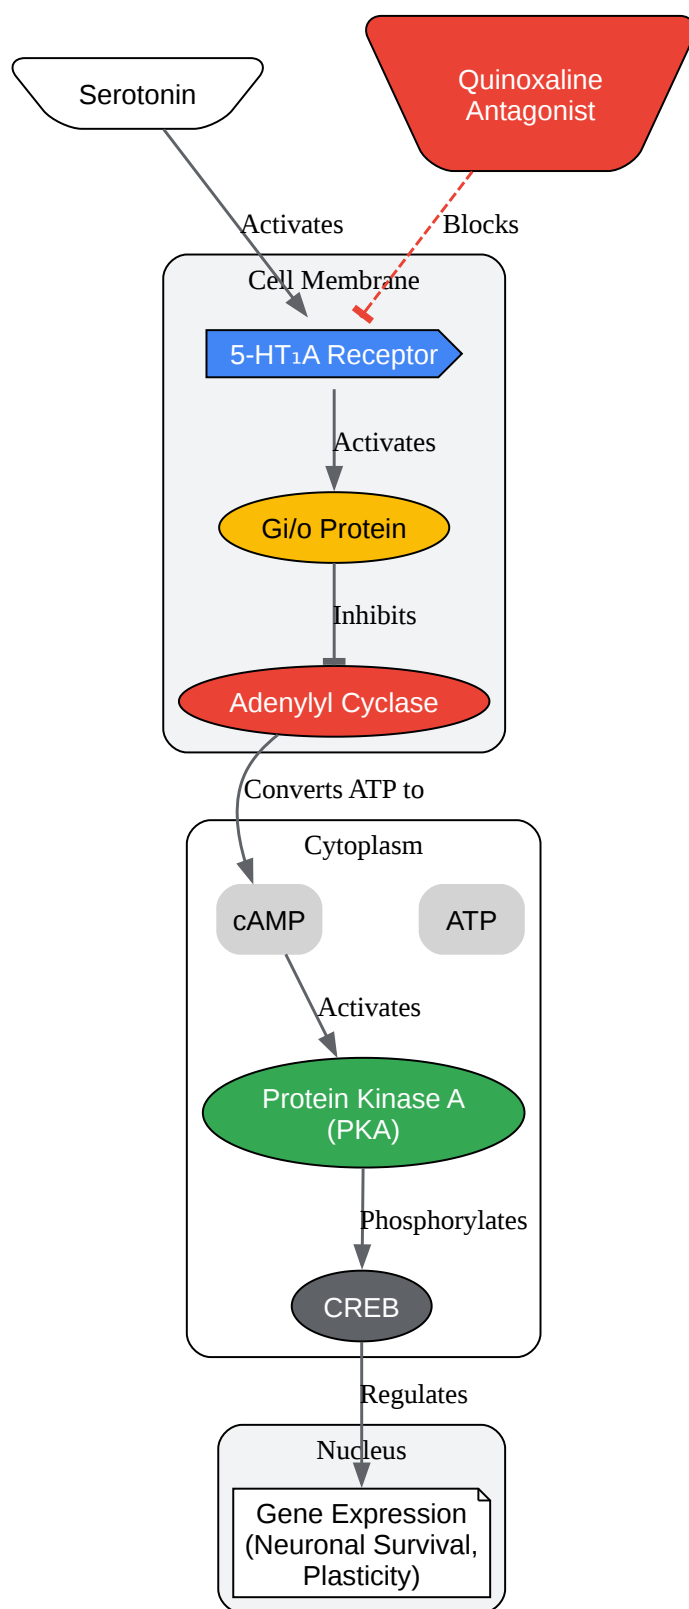 Serotonin
Quinoxaline
Antagonist
Activates
Blocks
Cell Membrane
5-HT₁A Receptor
Activates
Gi/o Protein
Inhibits
Adenylyl Cyclase
Converts ATP to
Cytoplasm
cAMP
ATP
Activates
Protein Kinase A
(PKA)
Phosphorylates
CREB
Regulates
Nucleus
Gene Expression
(Neuronal Survival,
Plasticity)